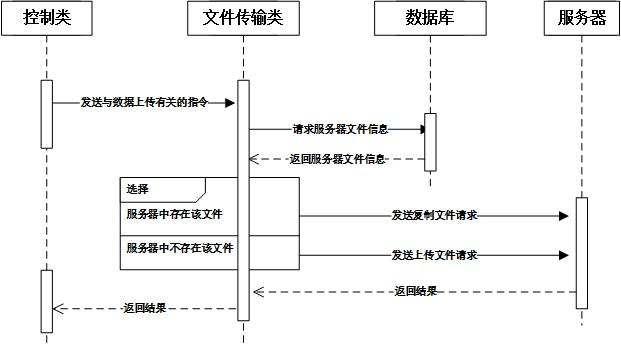 控制类
文件传输类
数据库
服务器
发送与数据上传有关的指令
请求服务器文件信息
返回服务器文件信息
选择
服务器中存在该文件
发送复制文件请求
服务器中不存在该文件
发送上传文件请求
返回结果
返回结果